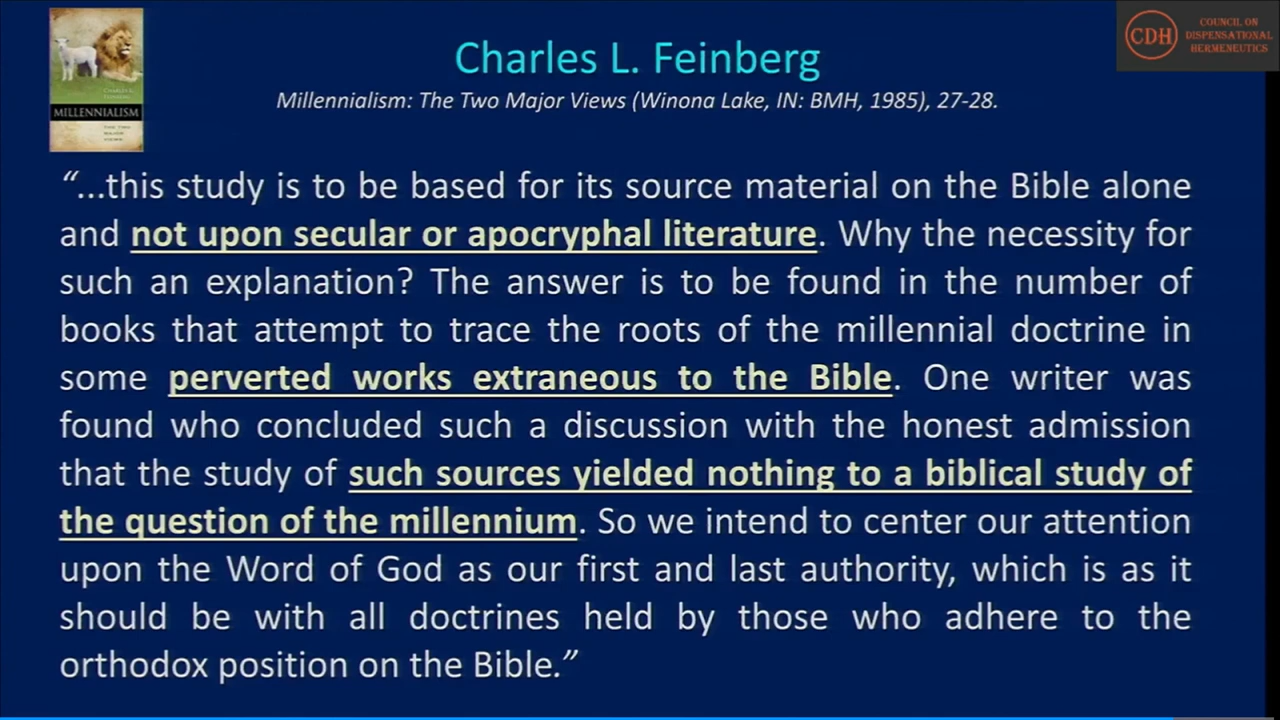 COUNCIL ON
DISPENSATIONAL
HERMENEUTICS
CDH
Charles L. Feinberg
Millennialism: The Two Major Views (Winona Lake, IN: BMH, 1985), 27-28.
MILLENNIALISM
“...this study is to be based for its source material on the Bible alone
and not upon secular or apocryphal literature. Why the necessity for
such an explanation? The answer is to be found in the number of
books that attempt to trace the roots of the millennial doctrine in
some perverted works extraneous to the Bible. One writer was
found who concluded such a discussion with the honest admission
that the study of such sources yielded nothing to a biblical study of
the question of the millennium. So we intend to center our attention
upon the Word of God as our first and last authority, which is as it
should be with all doctrines held by those who adhere to the
orthodox position on the Bible.”